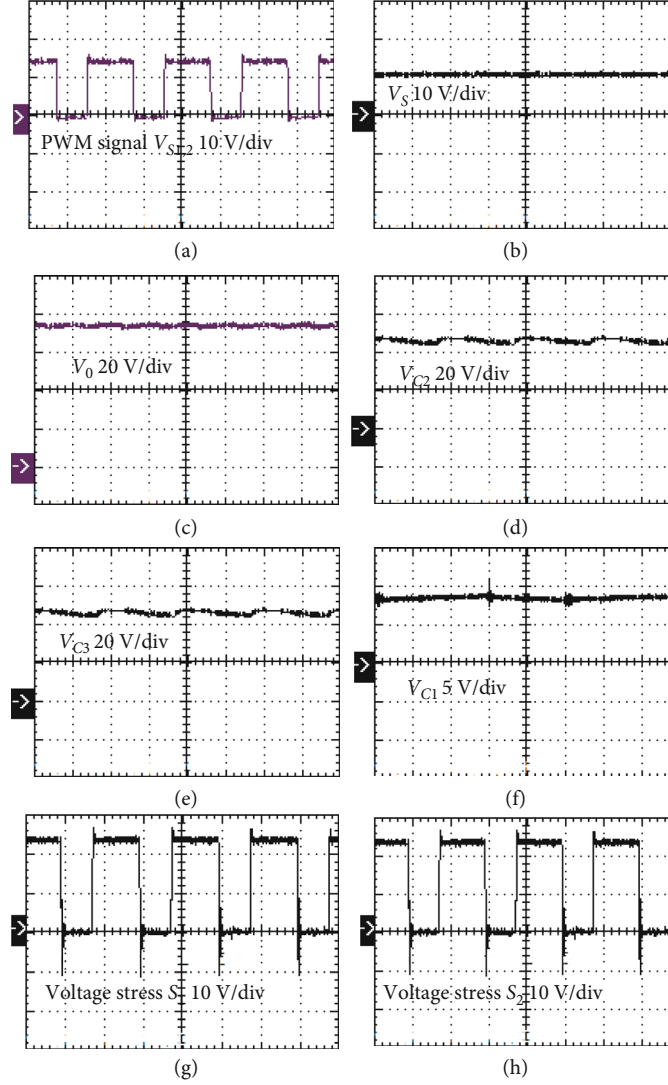 PWM signal V_S1,2 10 V/div
(a)
V_S 10 V/div
(b)
V_0 20 V/div
(c)
V_C2 20 V/div
(d)
V_C3 20 V/div
(e)
V_C1 5 V/div
(f)
Voltage stress S 10 V/div
(g)
Voltage stress S_2 10 V/div
(h)